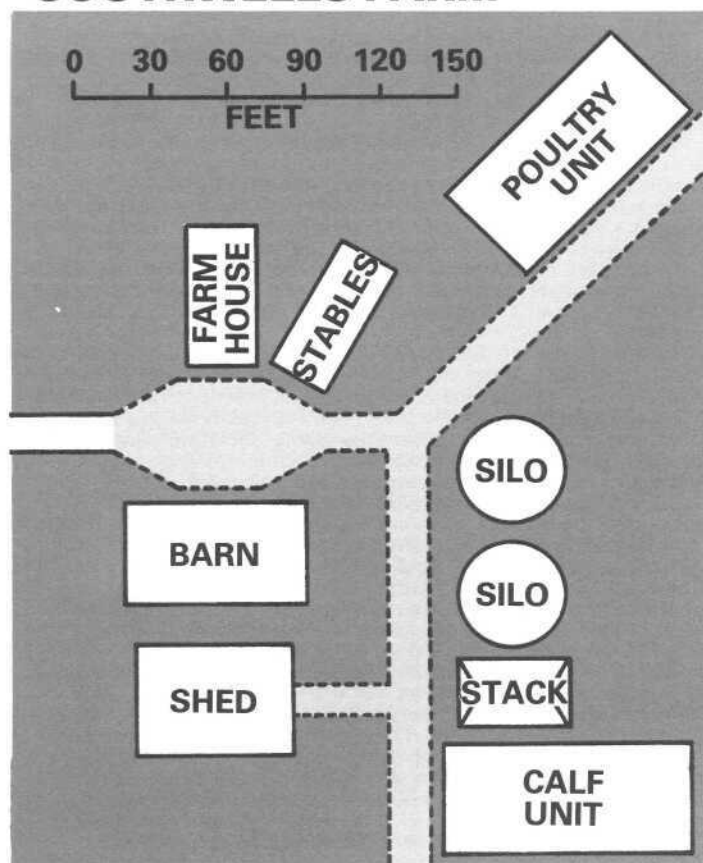 0 30 60 90 120 150
FEET
POULTRY
UNIT
FARM
HOUSE
STABLES
SILO
BARN
SILO
SHED
STACK
CALF
UNIT